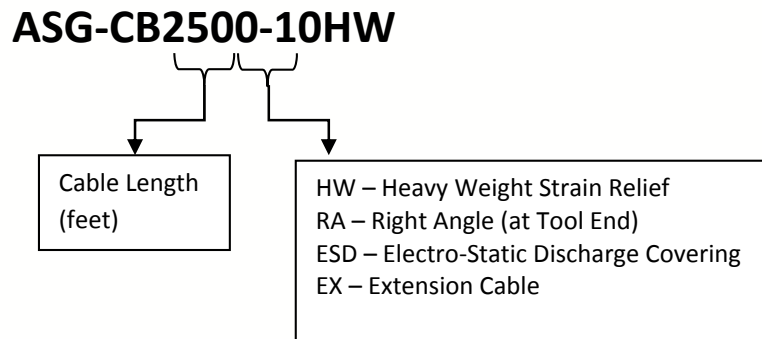 ASG-CB2500-10HW
Cable Length
(feet)
HW – Heavy Weight Strain Relief
RA – Right Angle (at Tool End)
ESD – Electro-Static Discharge Covering
EX – Extension Cable